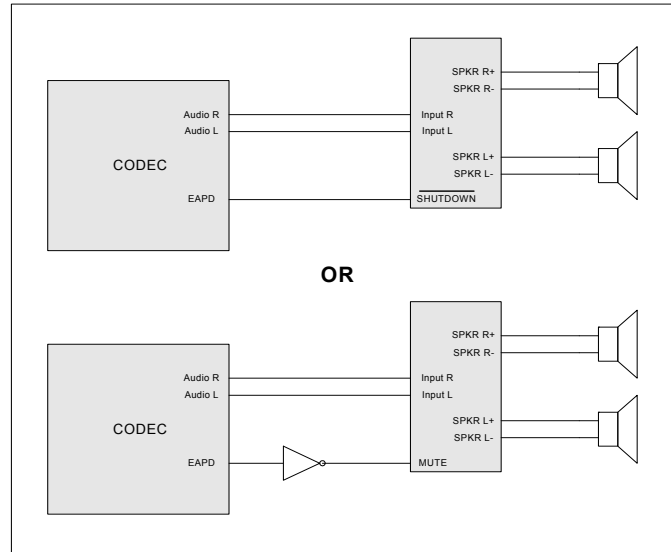 SPKR R+
SPKR R-
Audio R
Input R
Audio L
Input L
CODEC
SPKR L+
SPKR L-
EAPD
SHUTDOWN
OR
SPKR R+
SPKR R-
Audio R
Input R
Audio L
Input L
CODEC
SPKR L+
SPKR L-
EAPD
MUTE